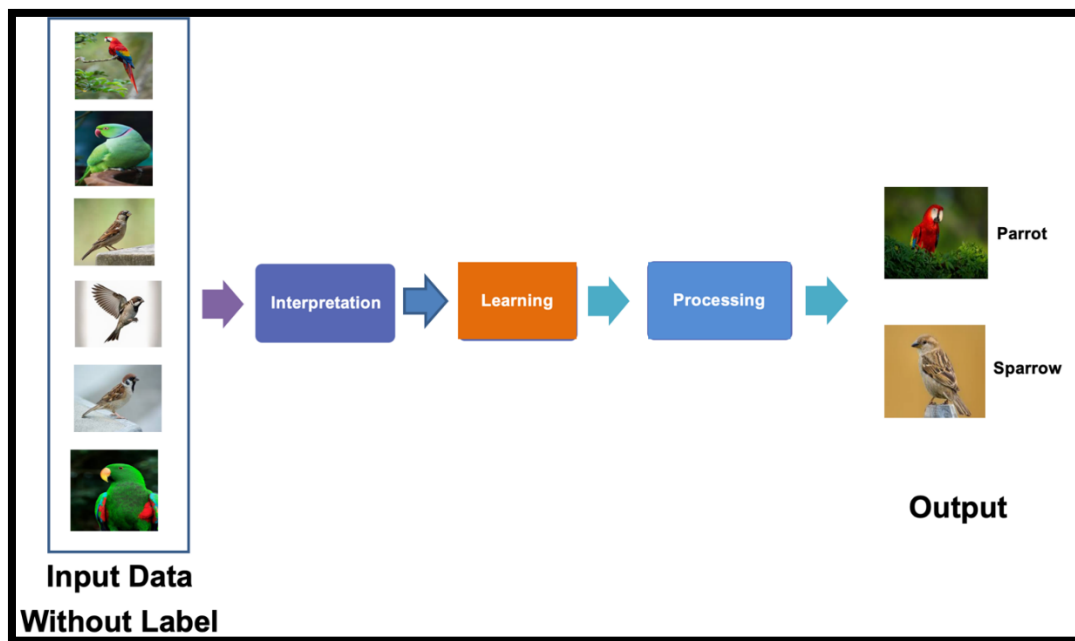 Interpretation
Learning
Processing
Parrot
Sparrow
Output
Input Data
Without Label